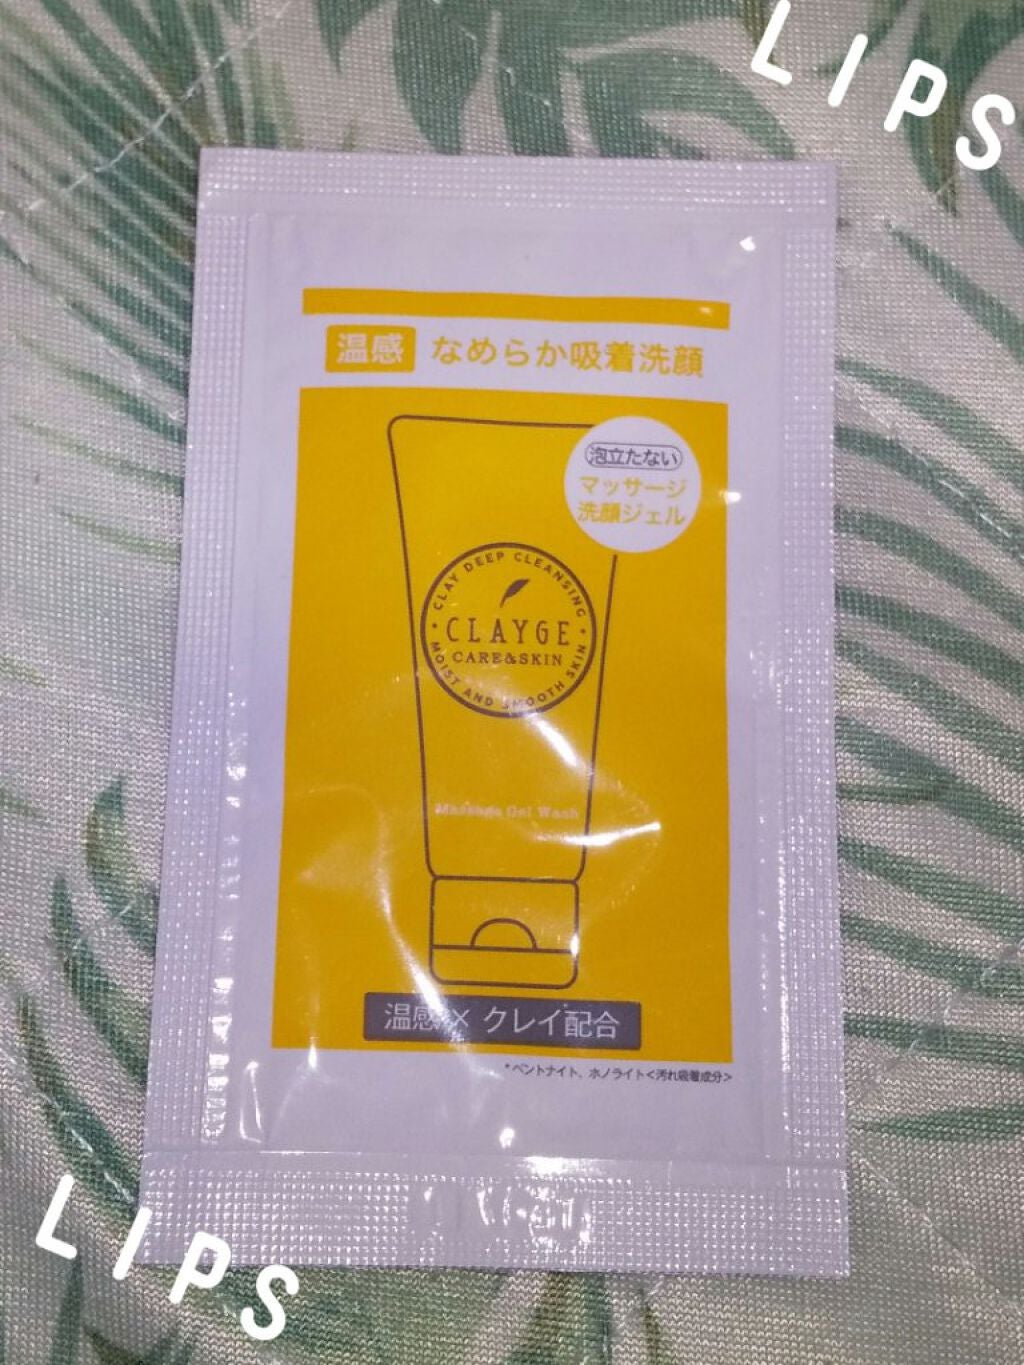 LIPS
温感 なめらか吸着洗顔
泡立たない
マッサージ
洗顔ジェル
CLAY DEEP CLEANSING
CLAYGE
CARE&SKIN
MOIST AND SMOOTH SKIN
Massage Gel Wash
温感 × クレイ配合
*ベントナイト、ホノライト<汚れ吸着成分>
LIPS